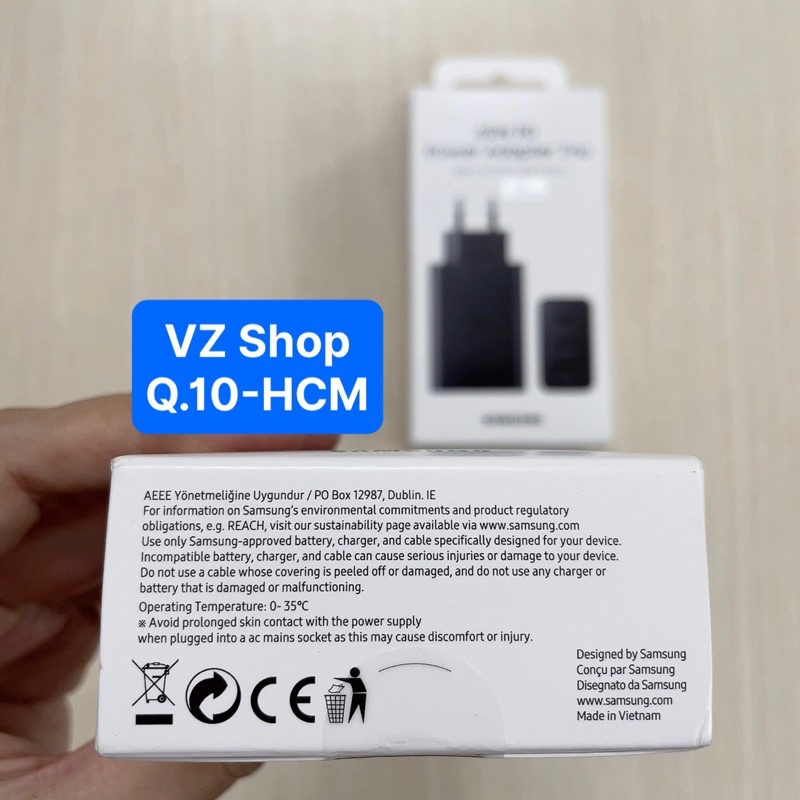 Power Adapter Trio
SAMSUNG
VZ Shop
Q.10-HCM
AEEE Yönetmeliğine Uygundur / PO Box 12987, Dublin. IE
For information on Samsung's environmental commitments and product regulatory
obligations, e.g. REACH, visit our sustainability page available via www.samsung.com
Use only Samsung-approved battery, charger, and cable specifically designed for your device.
Incompatible battery, charger, and cable can cause serious injuries or damage to your device.
Do not use a cable whose covering is peeled off or damaged, and do not use any charger or
battery that is damaged or malfunctioning.
Operating Temperature: 0- 35°C
※ Avoid prolonged skin contact with the power supply
when plugged into a ac mains socket as this may cause discomfort or injury.
CE
Designed by Samsung
Conçu par Samsung
Disegnato da Samsung
www.samsung.com
Made in Vietnam